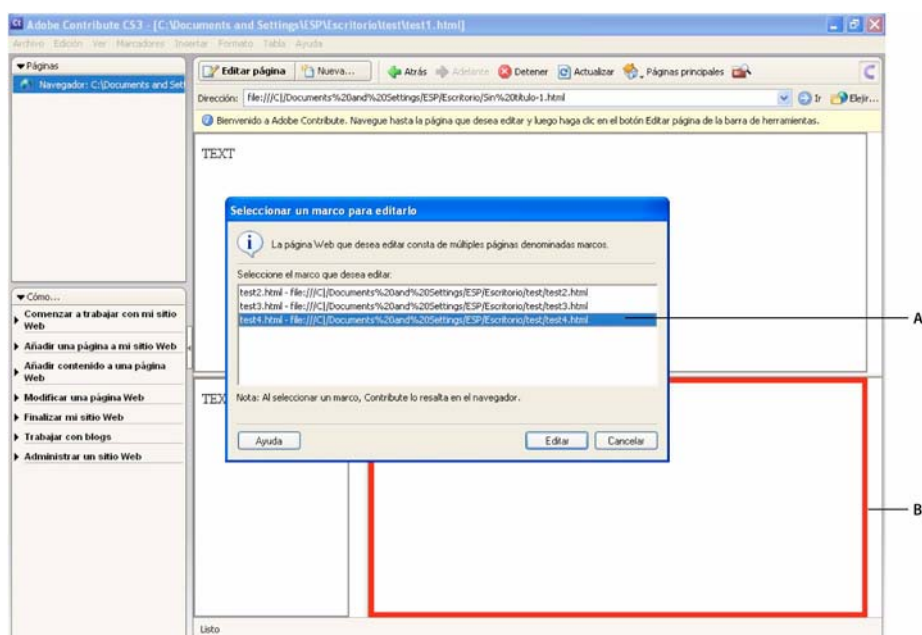 Adobe Contribute CS3 - [C:\Documents and Settings\ESP\Escritorio\test\test1.html]
Archivo Edición Ver Marcadores Insertar Formato Tabla Ayuda
Páginas
Navegador: C:\Documents and Sett
Editar página Nueva... Atrás Adelante Detener Actualizar Páginas principales
Dirección: file:///C|/Documents%20and%20Settings/ESP/Escritorio/Sin%20título-1.html Ir Elejir...
Bienvenido a Adobe Contribute. Navegue hasta la página que desea editar y luego haga clic en el botón Editar página de la barra de herramientas.
TEXT
Seleccionar un marco para editarlo
La página Web que desea editar consta de múltiples páginas denominadas marcos.
Seleccione el marco que desea editar:
test2.html - file:///C|/Documents%20and%20Settings/ESP/Escritorio/test/test2.html
test3.html - file:///C|/Documents%20and%20Settings/ESP/Escritorio/test/test3.html
test4.html - file:///C|/Documents%20and%20Settings/ESP/Escritorio/test/test4.html
A
Nota: Al seleccionar un marco, Contribute lo resalta en el navegador.
Ayuda Editar Cancelar
Cómo...
Comenzar a trabajar con mi sitio
Web
Añadir una página a mi sitio Web
Añadir contenido a una página
Web
Modificar una página Web
Finalizar mi sitio Web
Trabajar con blogs
Administrar un sitio Web
TEX
B
Listo